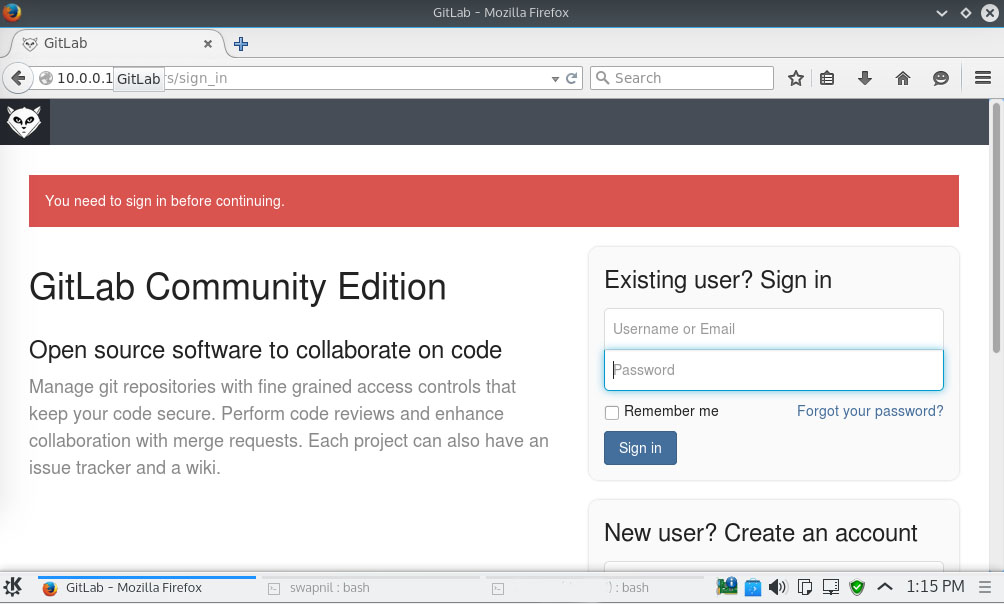 GitLab - Mozilla Firefox
GitLab
10.0.0.1
GitLab
s/sign_in
Search
You need to sign in before continuing.
GitLab Community Edition
Open source software to collaborate on code
Manage git repositories with fine grained access controls that
keep your code secure. Perform code reviews and enhance
collaboration with merge requests. Each project can also have an
issue tracker and a wiki.
Existing user? Sign in
Username or Email
Password
Remember me
Forgot your password?
Sign in
New user? Create an account
GitLab - Mozilla Firefox
swapnil : bash
) : bash
1:15 PM